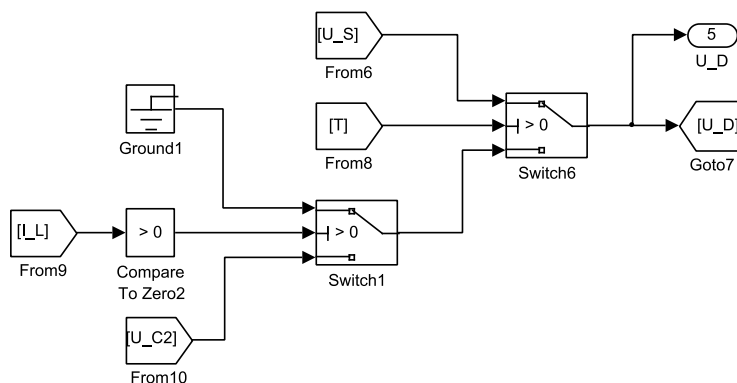 [U_S]
From6
5
U_D
[T]
From8
> 0
Switch6
[U_D]
Goto7
Ground1
[I_L]
From9
> 0
Compare
To Zero2
> 0
Switch1
[U_C2]
From10